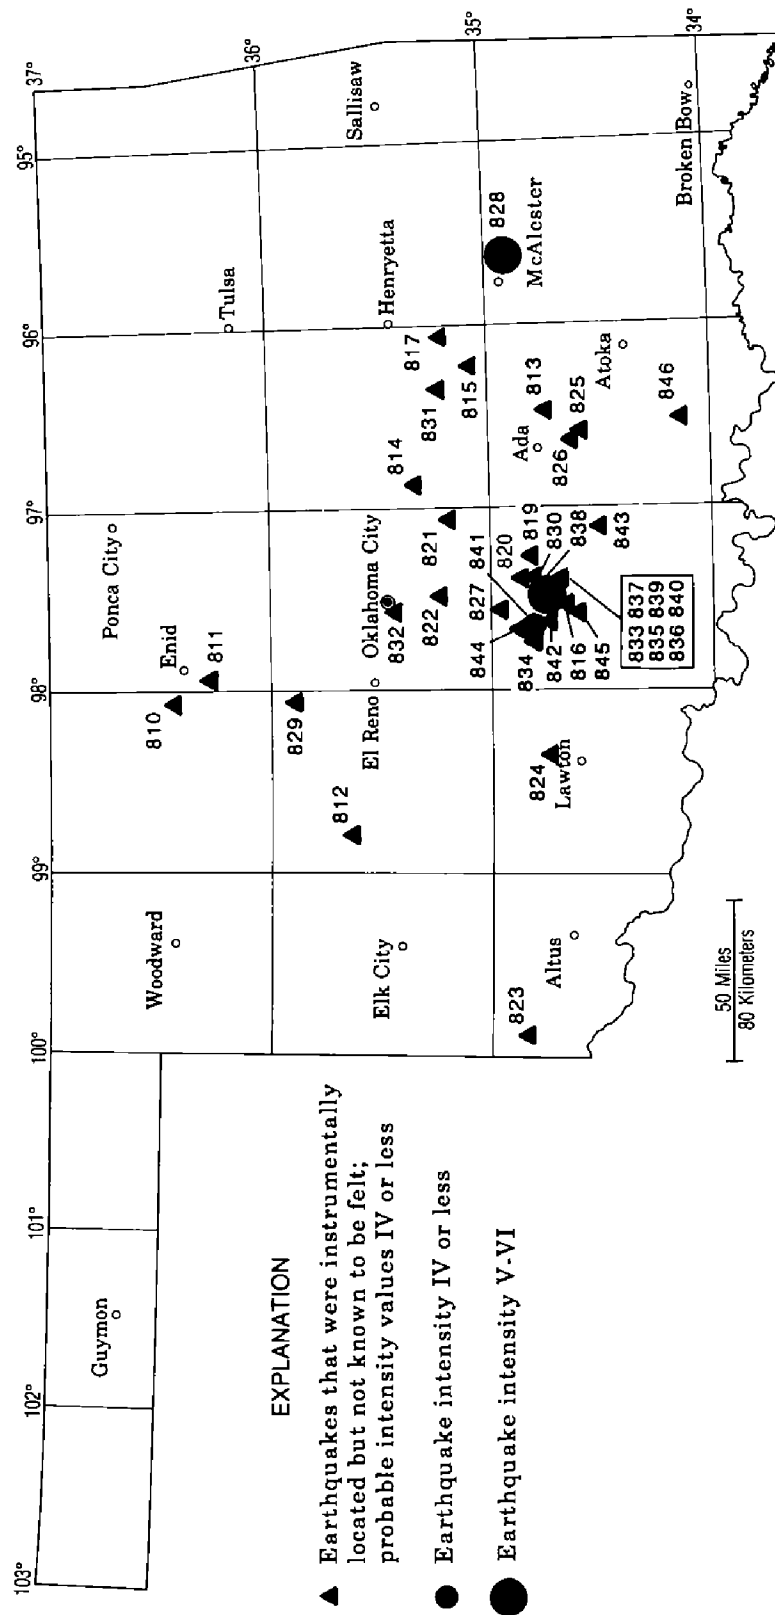 103°
102°
101°
100°
99°
98°
97°
96°
95°
37°
36°
35°
34°
Guymon
Woodward
Enid
Ponca City
Tulsa
810
811
829
812
Elk City
El Reno
Oklahoma City
832
822
821
814
831
815
817
Henryetta
Sallisaw
823
Altus
824
Lawton
844
834
842
816
845
827
820
841
819
830
838
843
833 837
835 839
836 840
Ada
826
813
825
Atoka
846
828
McAlester
Broken Bow
EXPLANATION
Earthquakes that were instrumentally
located but not known to be felt;
probable intensity values IV or less
Earthquake intensity IV or less
Earthquake intensity V-VI
50 Miles
80 Kilometers